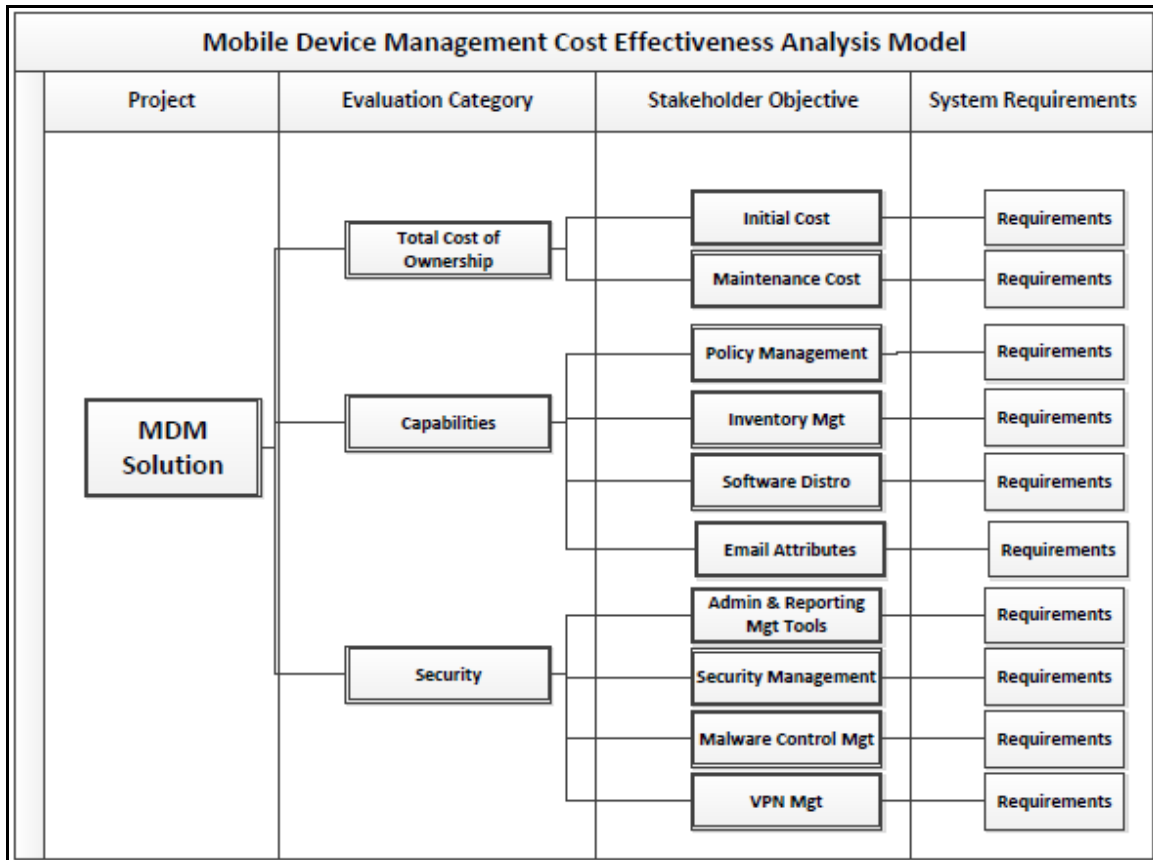 Mobile Device Management Cost Effectiveness Analysis Model
Project
Evaluation Category
Stakeholder Objective
System Requirements
MDM
Solution
Total Cost of
Ownership
Initial Cost
Requirements
Maintenance Cost
Requirements
Capabilities
Policy Management
Requirements
Inventory Mgt
Requirements
Software Distro
Requirements
Email Attributes
Requirements
Security
Admin & Reporting
Mgt Tools
Requirements
Security Management
Requirements
Malware Control Mgt
Requirements
VPN Mgt
Requirements